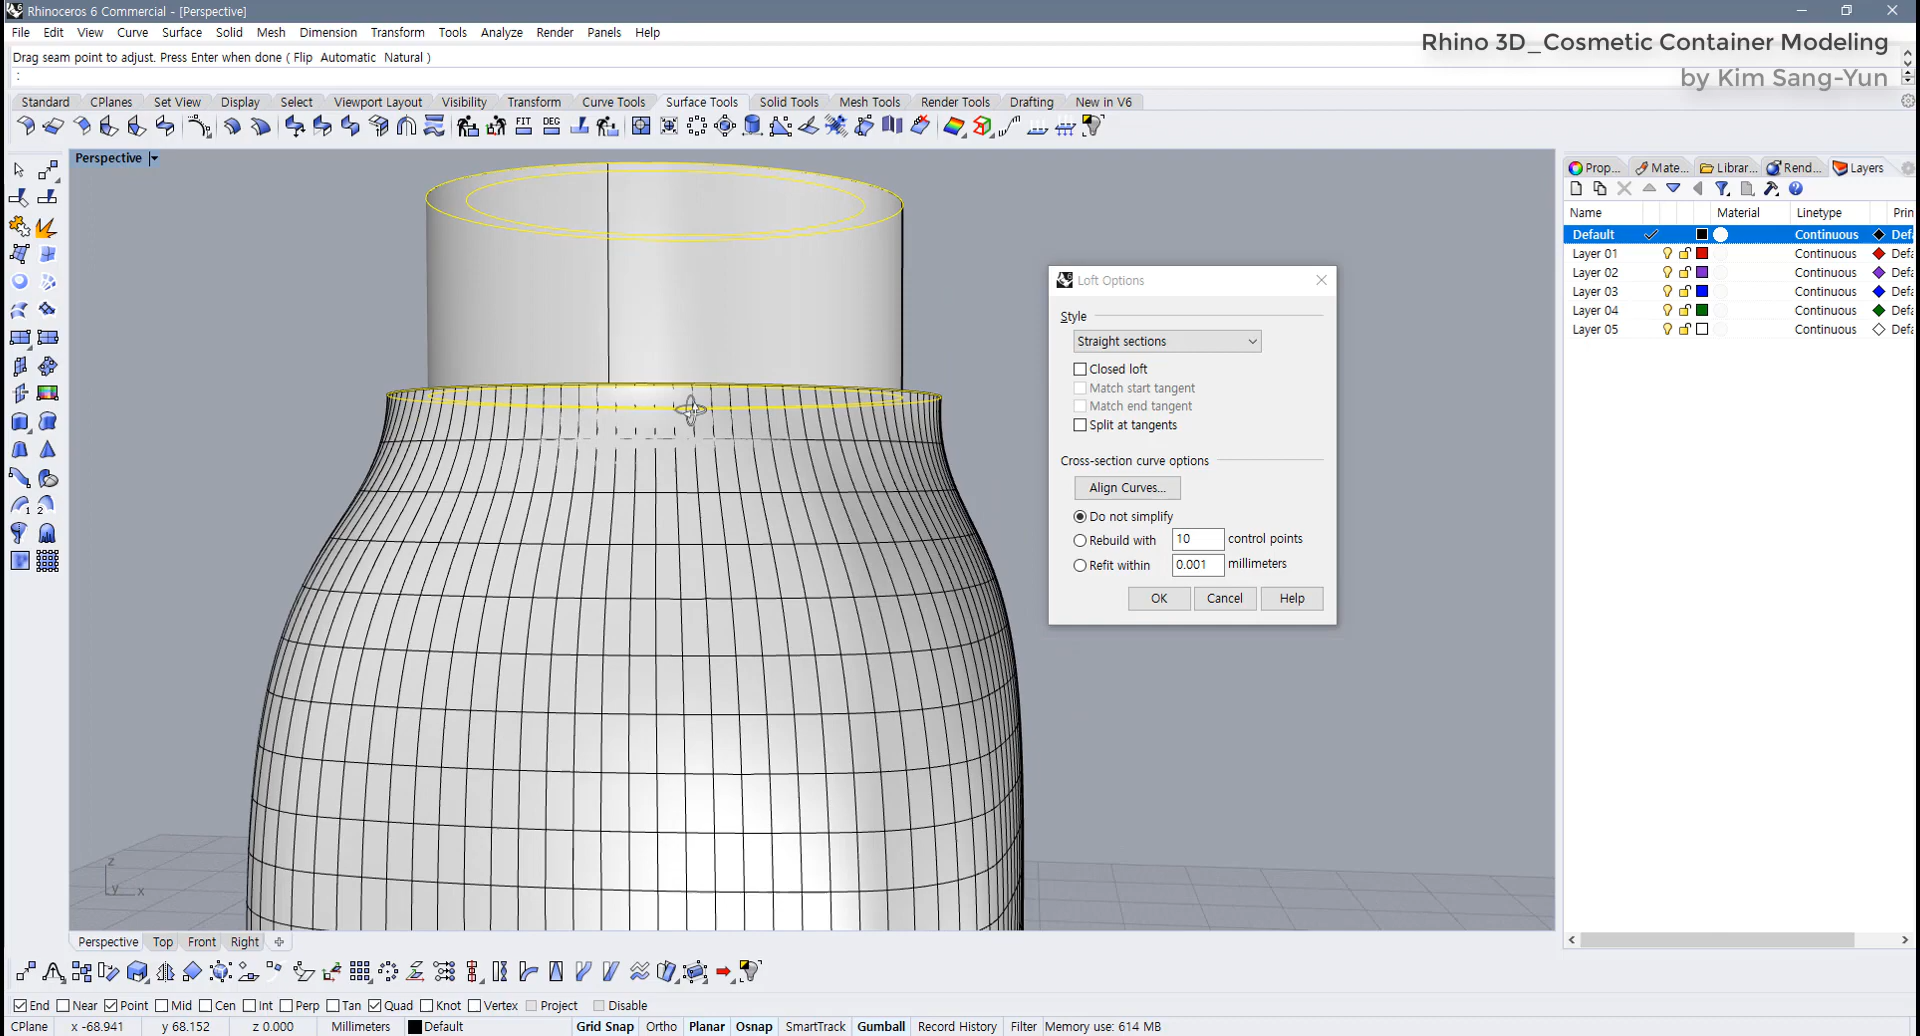 Rhinoceros 6 Commercial - [Perspective]
File Edit View Curve Surface Solid Mesh Dimension Transform Tools Analyze Render Panels Help
Rhino 3D_Cosmetic Container Modeling
by Kim Sang-Yun
Drag seam point to adjust. Press Enter when done ( Flip Automatic Natural )
:
Standard CPlanes Set View Display Select Viewport Layout Visibility Transform Curve Tools Surface Tools Solid Tools Mesh Tools Render Tools Drafting New in V6
FIT DEG
Perspective
Prop... Mate... Librar... Rend... Layers
Name Material Linetype Prin
Default Continuous Defa
Layer 01 Continuous Defa
Layer 02 Continuous Defa
Layer 03 Continuous Defa
Layer 04 Continuous Defa
Layer 05 Continuous Defa
Loft Options
Style
Straight sections
Closed loft
Match start tangent
Match end tangent
Split at tangents
Cross-section curve options
Align Curves...
Do not simplify
Rebuild with 10 control points
Refit within 0.001 millimeters
OK Cancel Help
1 2
z
y x
Perspective Top Front Right
End Near Point Mid Cen Int Perp Tan Quad Knot Vertex Project Disable
CPlane x -68.941 y 68.152 z 0.000 Millimeters Default Grid Snap Ortho Planar Osnap SmartTrack Gumball Record History Filter Memory use: 614 MB